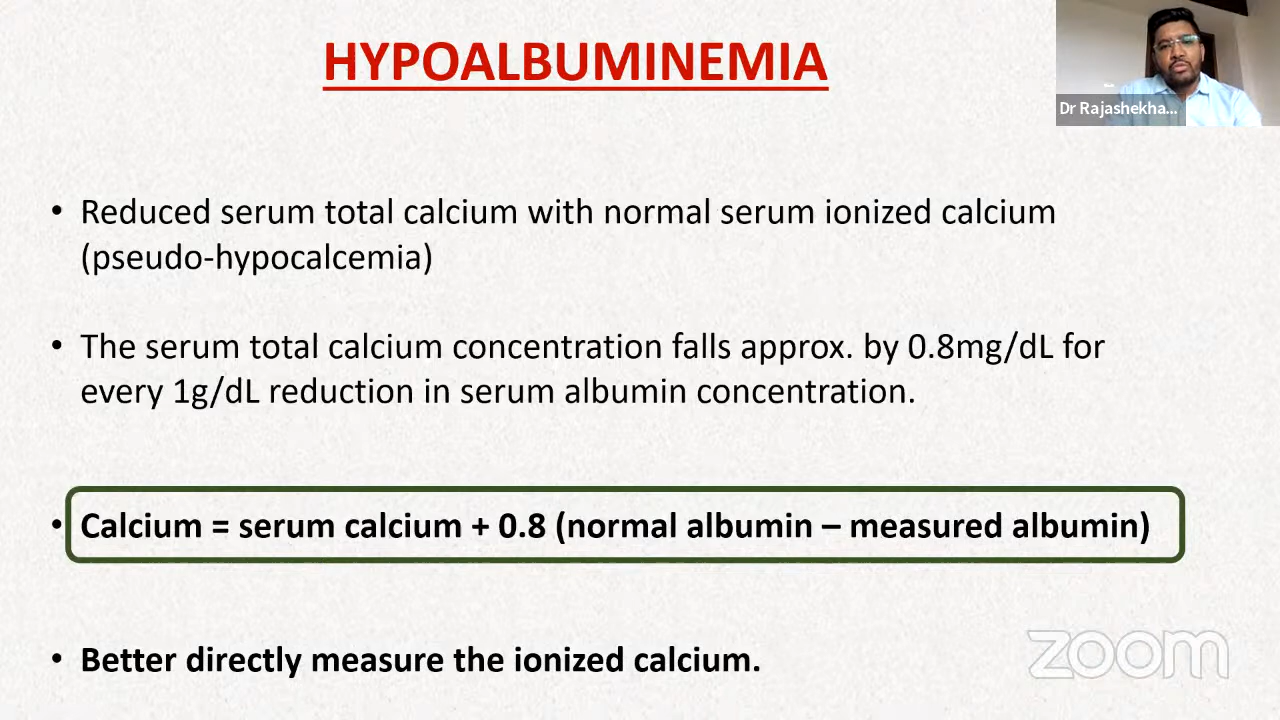 HYPOALBUMINEMIA
Dr Rajashekha...
• Reduced serum total calcium with normal serum ionized calcium
(pseudo-hypocalcemia)
• The serum total calcium concentration falls approx. by 0.8mg/dL for
every 1g/dL reduction in serum albumin concentration.
• Calcium = serum calcium + 0.8 (normal albumin – measured albumin)
• Better directly measure the ionized calcium.
zoom